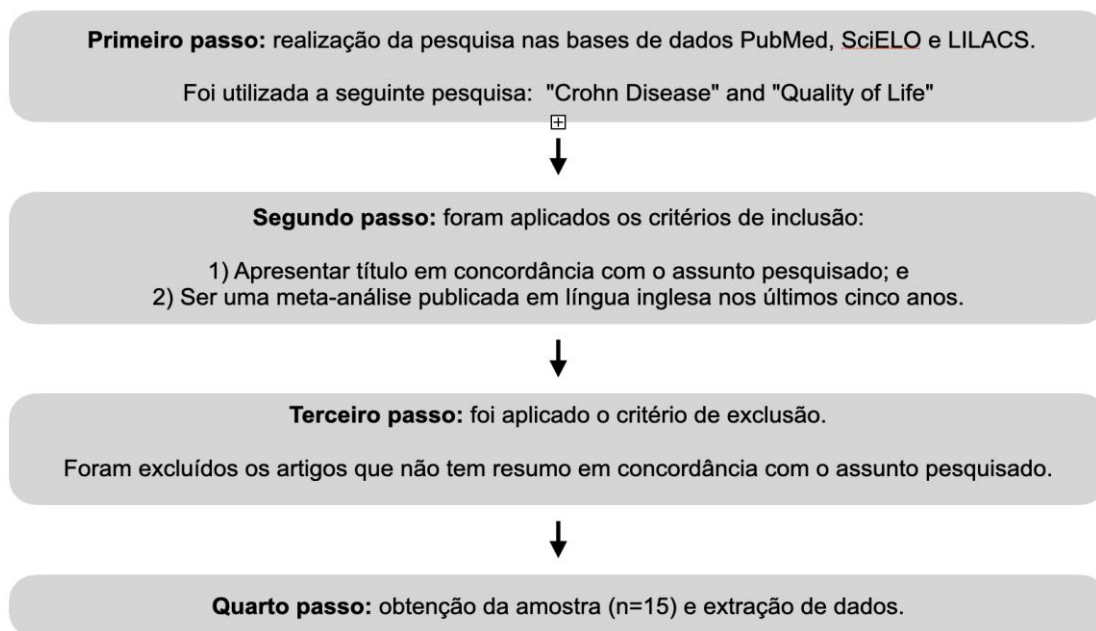 Primeiro passo: realização da pesquisa nas bases de dados PubMed, SciELO e LILACS.
Foi utilizada a seguinte pesquisa:  "Crohn Disease" and "Quality of Life"
Segundo passo: foram aplicados os critérios de inclusão:
1) Apresentar título em concordância com o assunto pesquisado; e
2) Ser uma meta-análise publicada em língua inglesa nos últimos cinco anos.
Terceiro passo: foi aplicado o critério de exclusão.
Foram excluídos os artigos que não tem resumo em concordância com o assunto pesquisado.
Quarto passo: obtenção da amostra (n=15) e extração de dados.